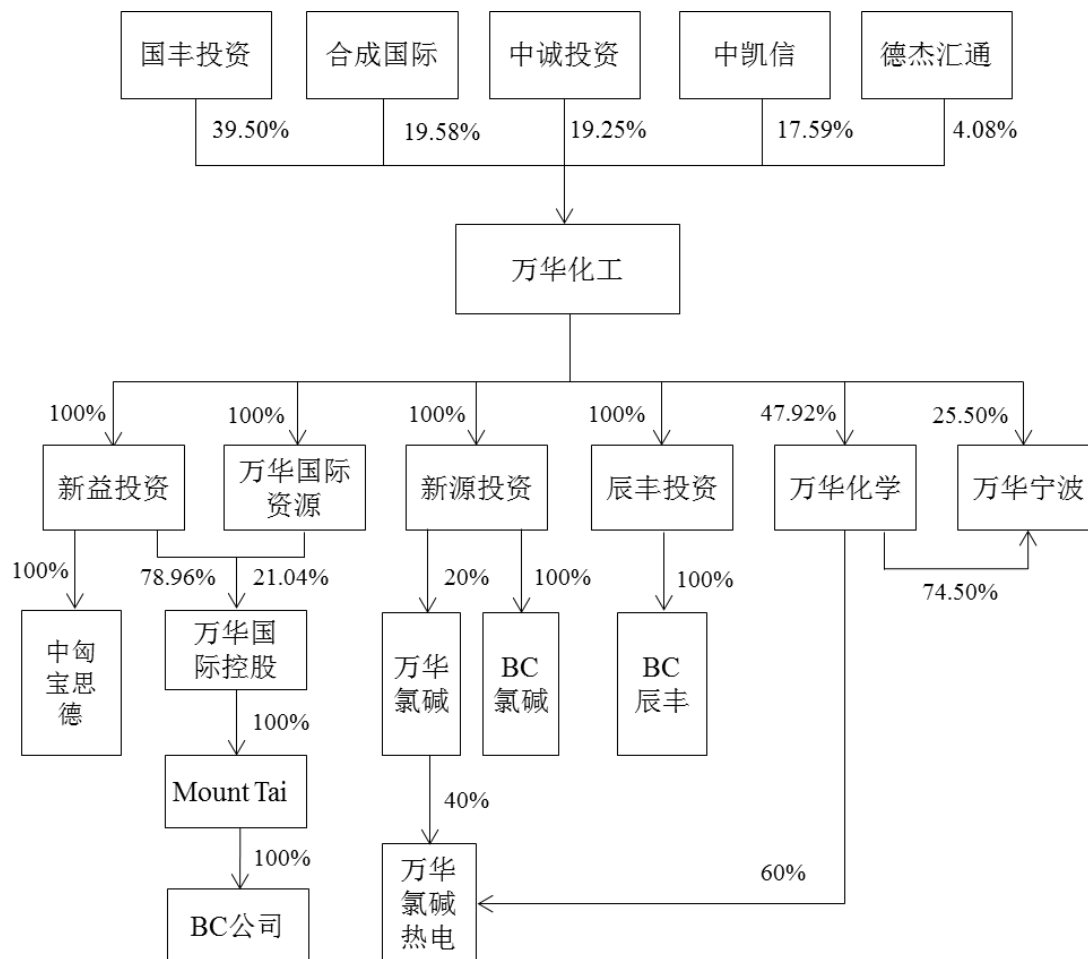 国丰投资
合成国际
中诚投资
中凯信
德杰汇通
39.50%
19.58%
19.25%
17.59%
4.08%
万华化工
100%
100%
100%
100%
47.92%
25.50%
新益投资
万华国际
资源
新源投资
辰丰投资
万华化学
万华宁波
100%
78.96%
21.04%
20%
100%
100%
74.50%
中匈
宝思
德
万华国
际控股
万华
氯碱
BC
氯碱
BC
辰丰
100%
Mount Tai
40%
100%
万华
氯碱
热电
60%
BC公司